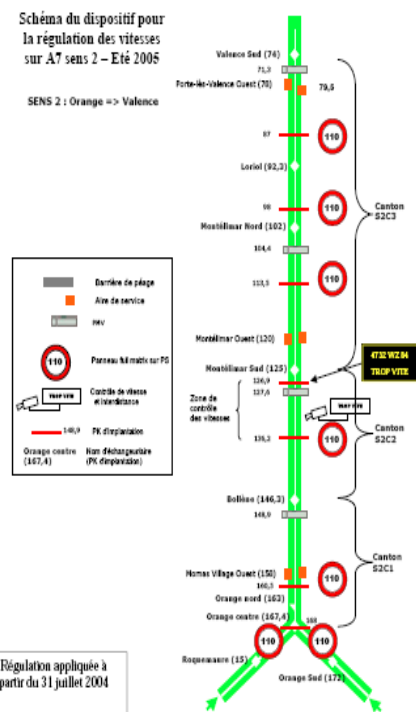 Schéma du dispositif pour
la régulation des vitesses
sur A7 sens 2 – Eté 2005
SENS 2 : Orange => Valence
Valence Sud (74)
71,3
Porte-lès-Valence Ouest (78)
79,6
87
110
Loriol (92,3)
98
110
Canton
S2C3
Montélimar Nord (102)
104,4
113,5
110
Montélimar Ouest (120)
4732 WZ 84
TROP VITE
Montélimar Sud (125)
126,9
127,6
Zone de
contrôle
des vitesses
TROP VITE
135,2
110
Canton
S2C2
Bollène (146,3)
148,9
Canton
S2C1
Mornas Village Ouest (158)
160,3
110
Orange nord (163)
Orange centre (167,4)
168
110
110
Roquemaure (15)
Orange Sud (172)
Barrière de péage
Aire de service
PMV
110
Panneau full matrix sur PS
TROP VITE
Contrôle de vitesse
et interdistance
148,9
PK d'implantation
Orange centre
(167,4)
Nom d'échangeur/aire
(PK d'implantation)
Régulation appliquée à
partir du 31 juillet 2004